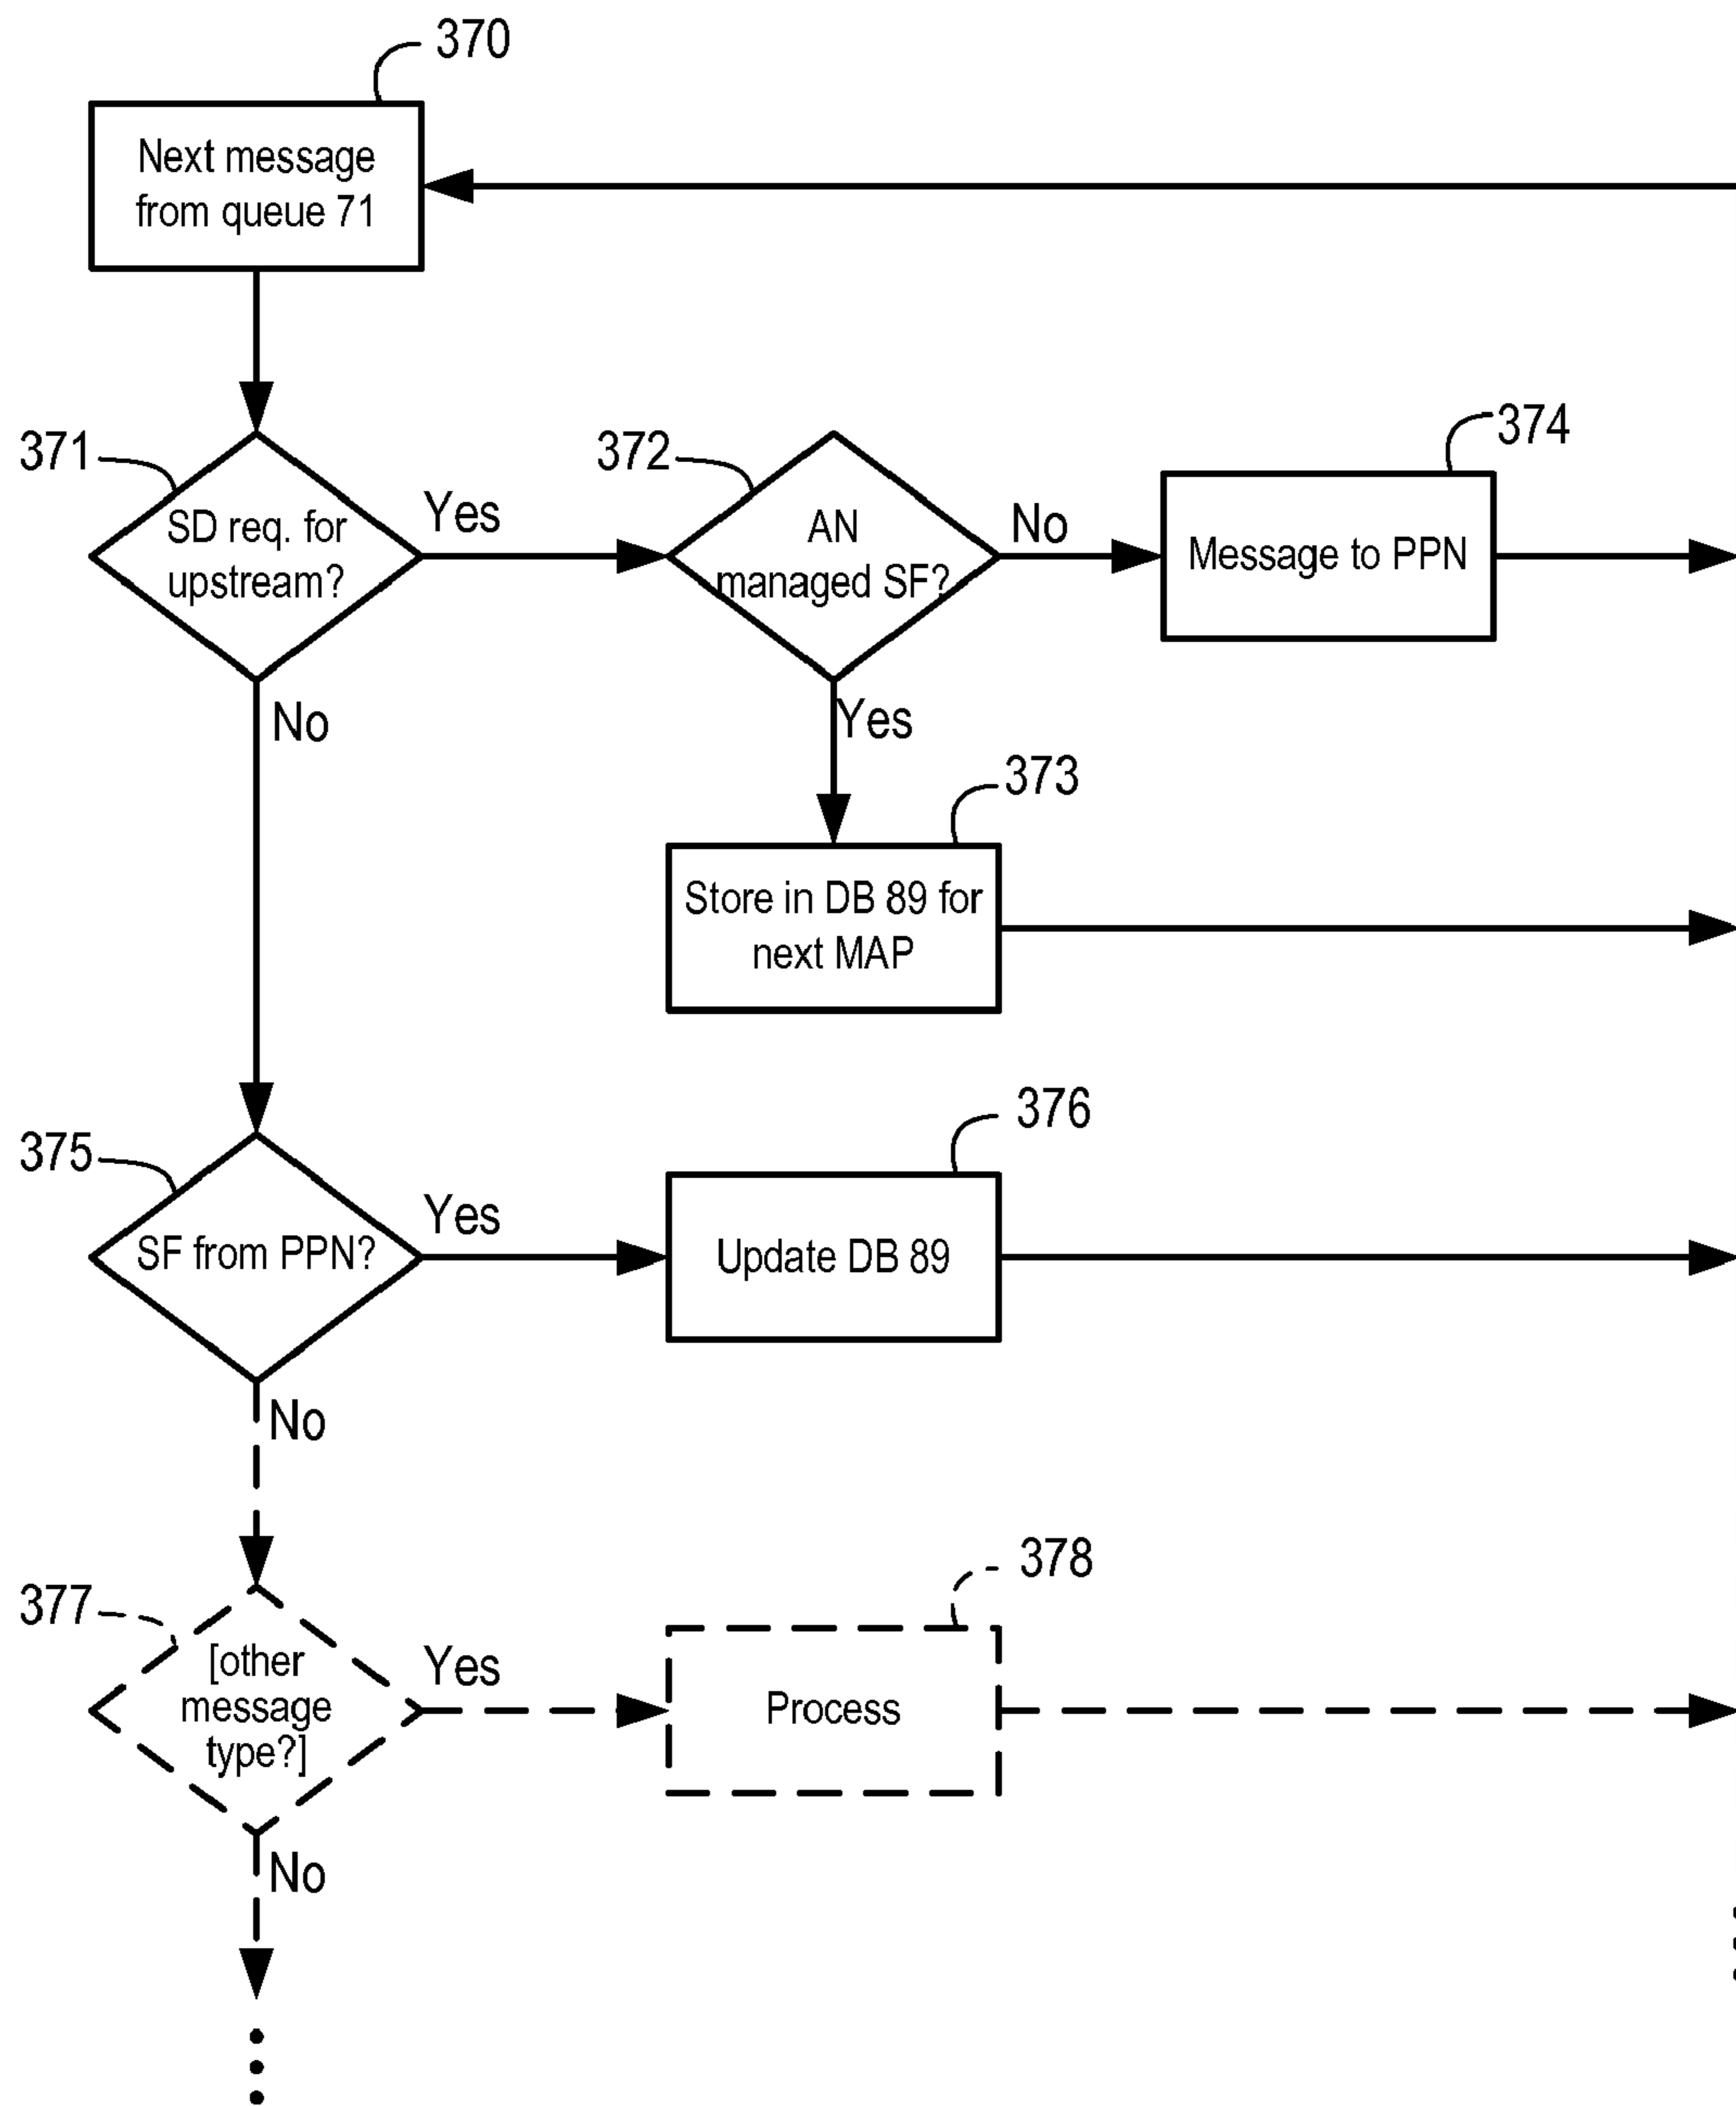 370
Next message
from queue 71
371
SD req. for
upstream?
Yes
No
372
AN
managed SF?
No
Yes
374
Message to PPN
373
Store in DB 89 for
next MAP
375
SF from PPN?
Yes
No
376
Update DB 89
377
[other
message
type?]
Yes
No
378
Process